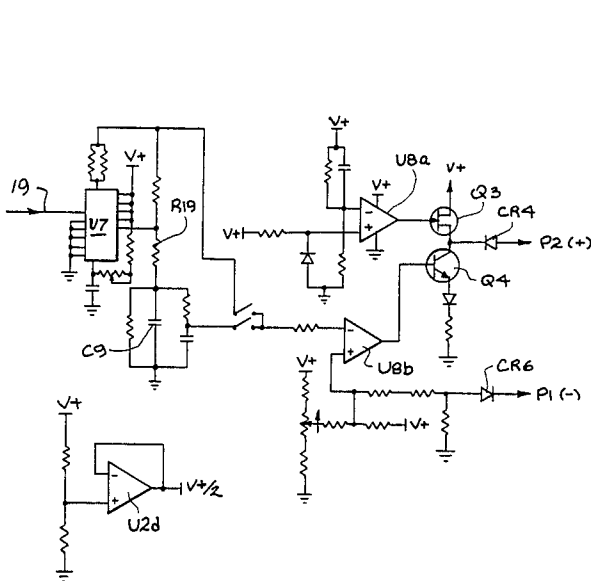 V+
U8a
V+
19
V+
V+
Q3
U7
R19
CR4
V+
P2(+)
Q4
C9
U8b
V+
CR6
P1(-)
V+
V+
V+/2
U2d